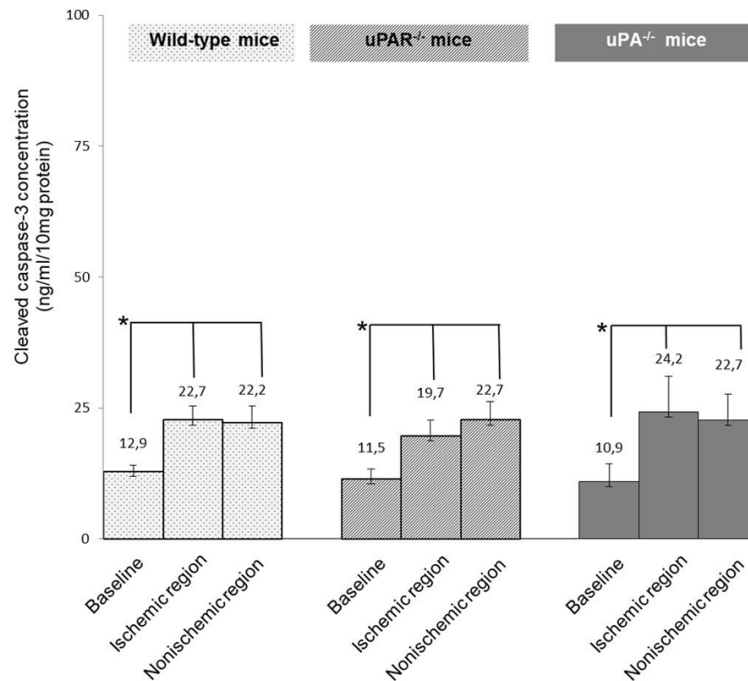 Cleaved caspase-3 concentration
(ng/ml/10mg protein)
100
75
50
25
0
Wild-type mice
uPAR-/- mice
uPA-/- mice
*
12,9
22,7
22,2
*
11,5
19,7
22,7
*
10,9
24,2
22,7
Baseline
Ischemic region
Nonischemic region
Baseline
Ischemic region
Nonischemic region
Baseline
Ischemic region
Nonischemic region